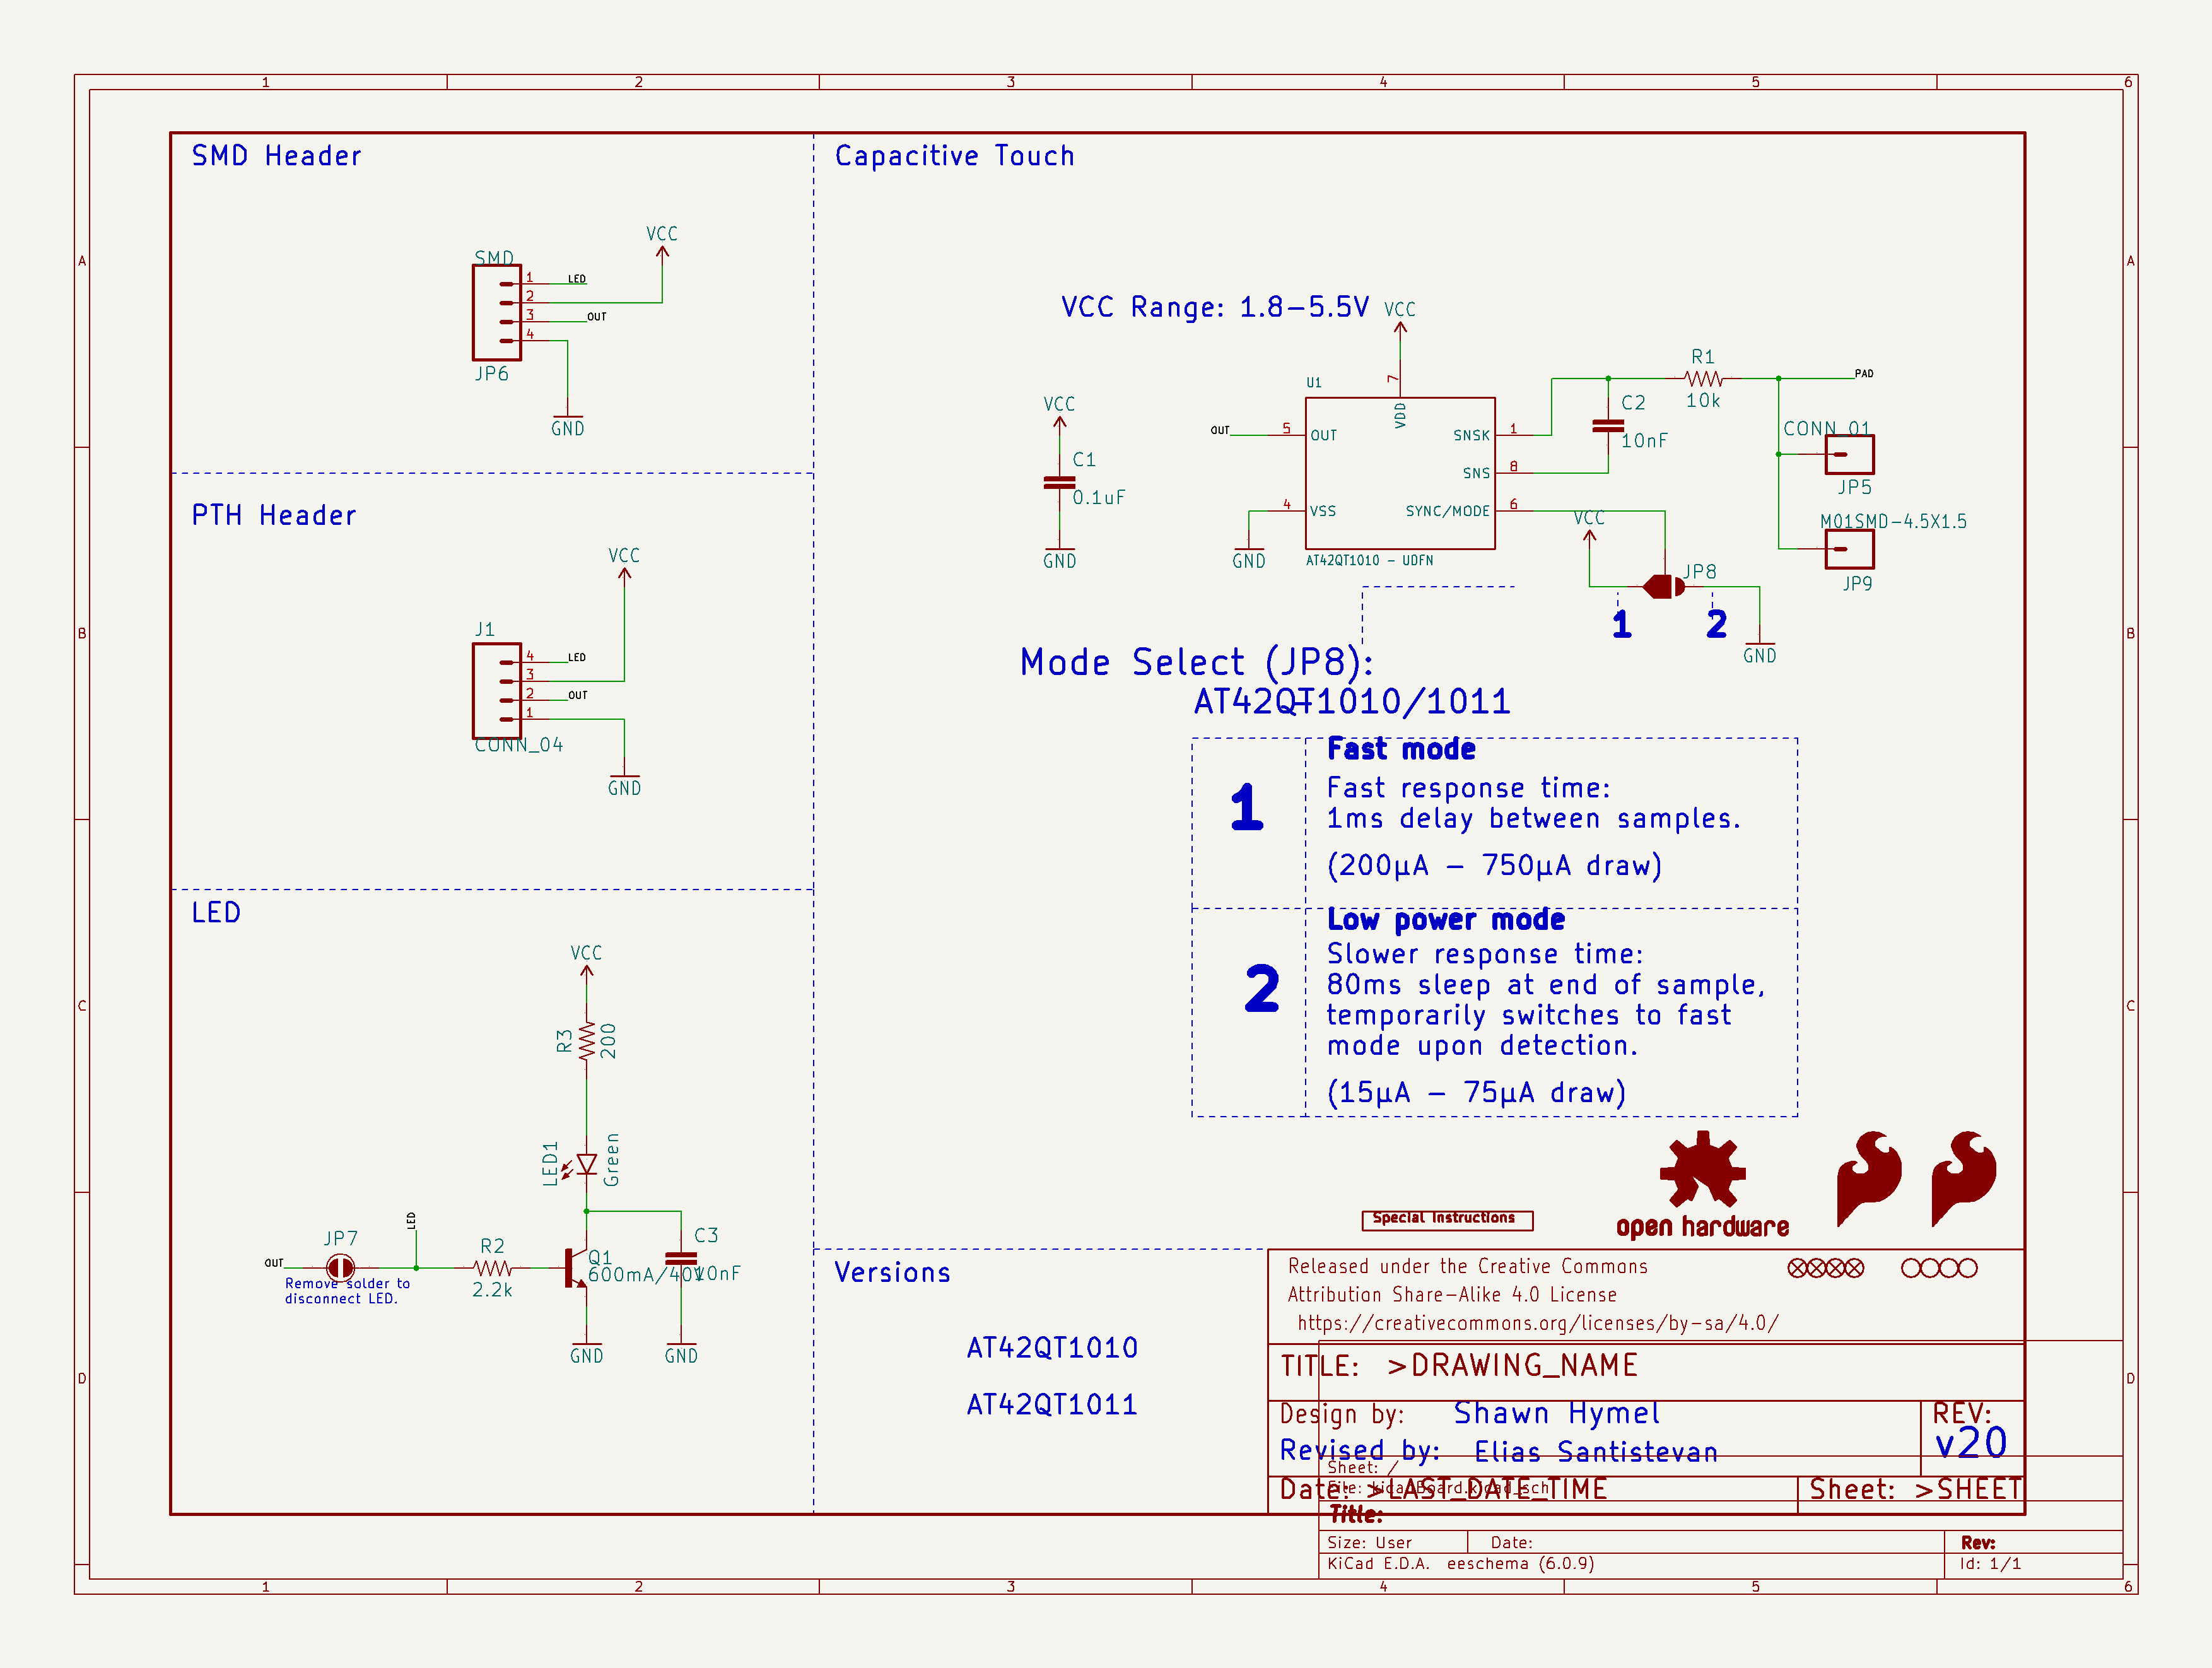 1 2 3 4 5 6
A A
B B
C C
D D
SMD Header
VCC
SMD
1 LED
2
3 OUT
4
JP6
GND
PTH Header
VCC
J1
4 LED
3
2 OUT
1
CONN_04
GND
LED
VCC
R3
200
LED1
Green
JP7
OUT
LED
Remove solder to
disconnect LED.
R2
2.2k
Q1
600mA/40V
C3
10nF
GND GND
Capacitive Touch
VCC Range: 1.8-5.5V
VCC
VCC
C1
0.1uF
GND
U1
7
VDD
OUT 5 OUT
SNSK 1
SNS 8
4 VSS
SYNC/MODE 6
GND
AT42QT1010 - UDFN
C2
10nF
R1
10k
PAD
CONN_01
JP5
M01SMD-4.5X1.5
JP9
VCC
JP8
1 2
GND
Mode Select (JP8):
AT42QT1010/1011
1
Fast mode
Fast response time:
1ms delay between samples.
(200µA - 750µA draw)
2
Low power mode
Slower response time:
80ms sleep at end of sample,
temporarily switches to fast
mode upon detection.
(15µA - 75µA draw)
Special Instructions
open hardware
Versions
AT42QT1010
AT42QT1011
Released under the Creative Commons
Attribution Share-Alike 4.0 License
https://creativecommons.org/licenses/by-sa/4.0/
TITLE: >DRAWING_NAME
Design by: Shawn Hymel
REV:
v20
Revised by: Elias Santistevan
Sheet: /
File: kicadBoard.kicad_sch
Date: >LAST_DATE_TIME
Sheet: >SHEET
Title:
Size: User Date: Rev:
KiCad E.D.A. eeschema (6.0.9) Id: 1/1
1 2 3 4 5 6